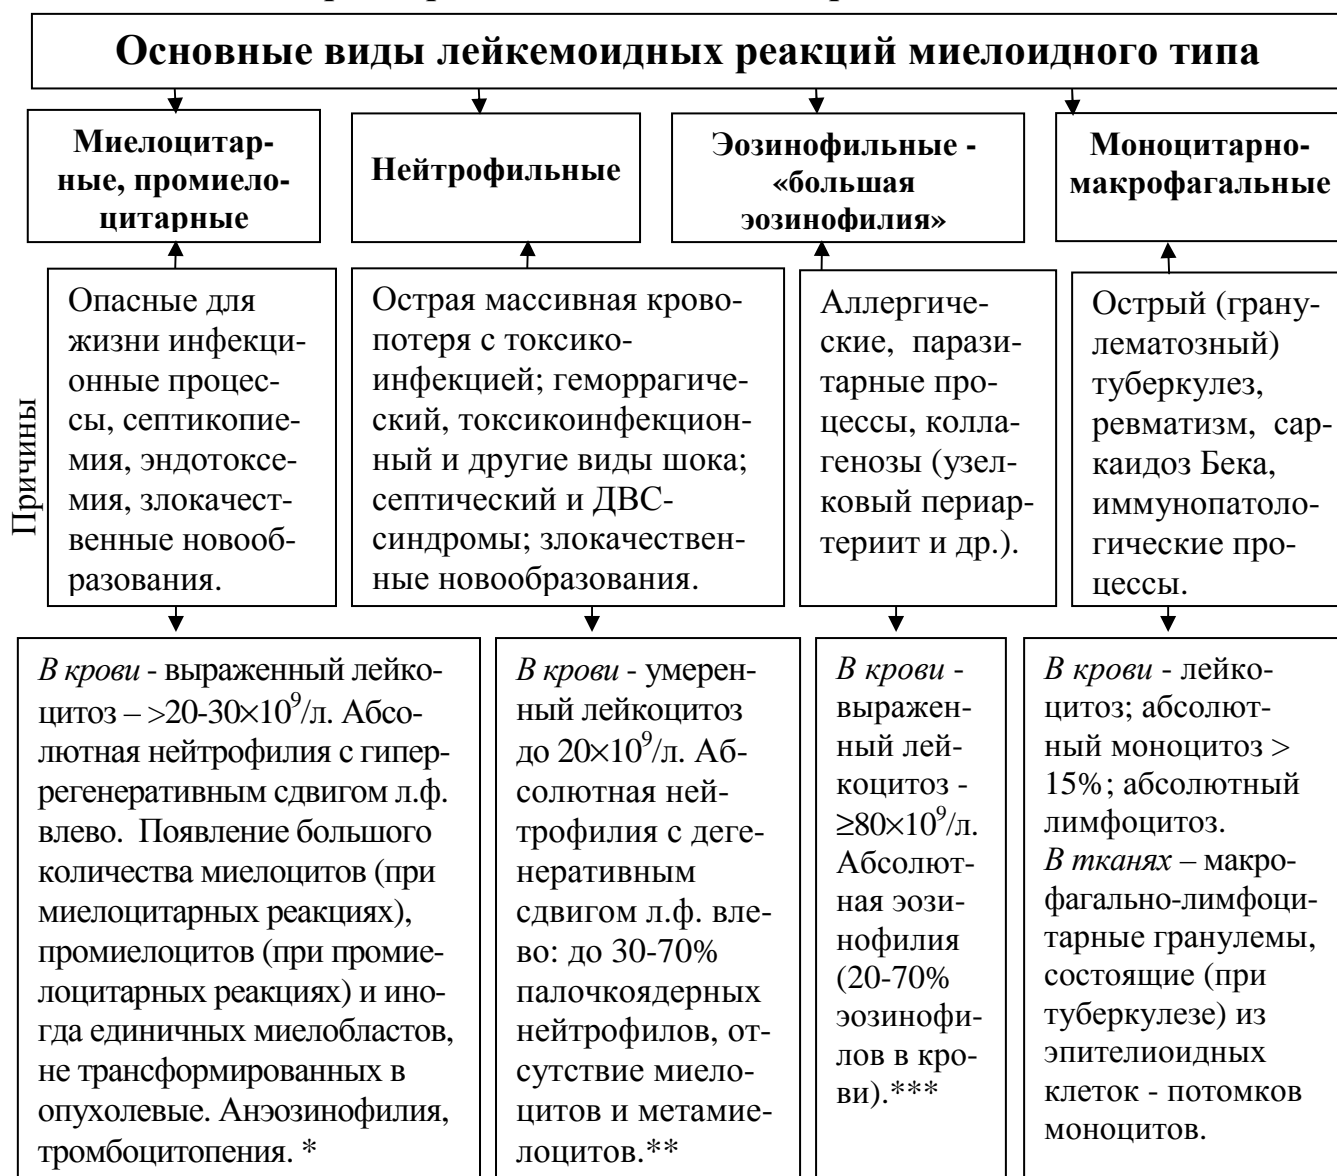 Основные виды лейкемоидных реакций миелоидного типа
Миелоцитар-
ные, промиело-
цитарные
Нейтрофильные
Эозинофильные -
«большая
эозинофилия»
Моноцитарно-
макрофагальные
Причины
Опасные для
жизни инфекци-
онные процес-
сы, септикопие-
мия, эндотоксе-
мия, злокачест-
венные новооб-
разования.
Острая массивная крово-
потеря с токсико-
инфекцией; геморрагиче-
ский, токсикоинфекцион-
ный и другие виды шока;
септический и ДВС-
синдромы; злокачествен-
ные новообразования.
Аллергиче-
ские, парази-
тарные про-
цессы, колла-
генозы (узел-
ковый периар-
териит и др.).
Острый (грану-
лематозный)
туберкулез,
ревматизм, сар-
каидоз Бека,
иммунопатоло-
гические про-
цессы.
В крови - выраженный лейко-
цитоз – >20-30×10⁹/л. Абсо-
лютная нейтрофилия с гипер-
регенеративным сдвигом л.ф.
влево. Появление большого
количества миелоцитов (при
миелоцитарных реакциях),
промиелоцитов (при промие-
лоцитарных реакциях) и ино-
гда единичных миелобластов,
не трансформированных в
опухолевые. Анэозинофилия,
тромбоцитопения. *
В крови - умерен-
ный лейкоцитоз
до 20×10⁹/л. Аб-
солютная ней-
трофилия с деге-
неративным
сдвигом л.ф. вле-
во: до 30-70%
палочкоядерных
нейтрофилов, от-
сутствие миело-
цитов и метамие-
лоцитов.**
В крови -
выражен-
ный лей-
коцитоз -
≥80×10⁹/л.
Абсолют-
ная эози-
нофилия
(20-70%
эозинофи-
лов в кро-
ви).***
В крови - лейко-
цитоз; абсолют-
ный моноцитоз >
15%; абсолютный
лимфоцитоз.
В тканях – макро-
фагально-лимфоци-
тарные гранулемы,
состоящие (при
туберкулезе) из
эпителиоидных
клеток - потомков
моноцитов.